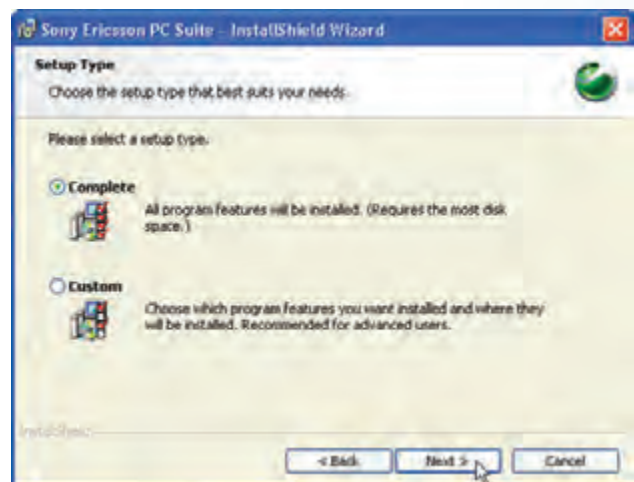 Sony Ericsson PC Suite - InstallShield Wizard
Setup Type
Choose the setup type that best suits your needs.
Please select a setup type.
Complete
All program features will be installed. (Requires the most disk
space.)
Custom
Choose which program features you want installed and where they
will be installed. Recommended for advanced users.
InstallShield
< Back
Next >
Cancel